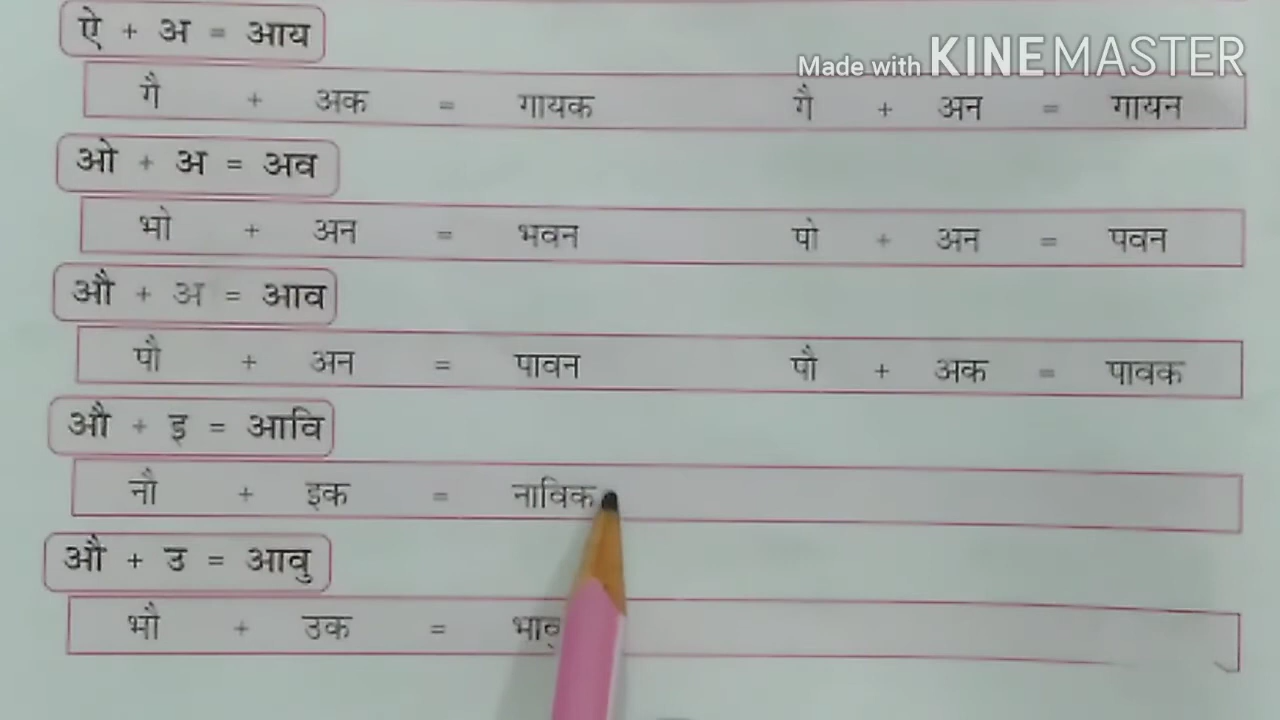 ऐ + अ = आय
Made with KINEMASTER
गै + अक = गायक गै + अन = गायन
ओ + अ = अव
भो + अन = भवन पो + अन = पवन
औ + अ = आव
पौ + अन = पावन पौ + अक = पावक
औ + इ = आवि
नौ + इक = नाविक
औ + उ = आवु
भौ + उक =